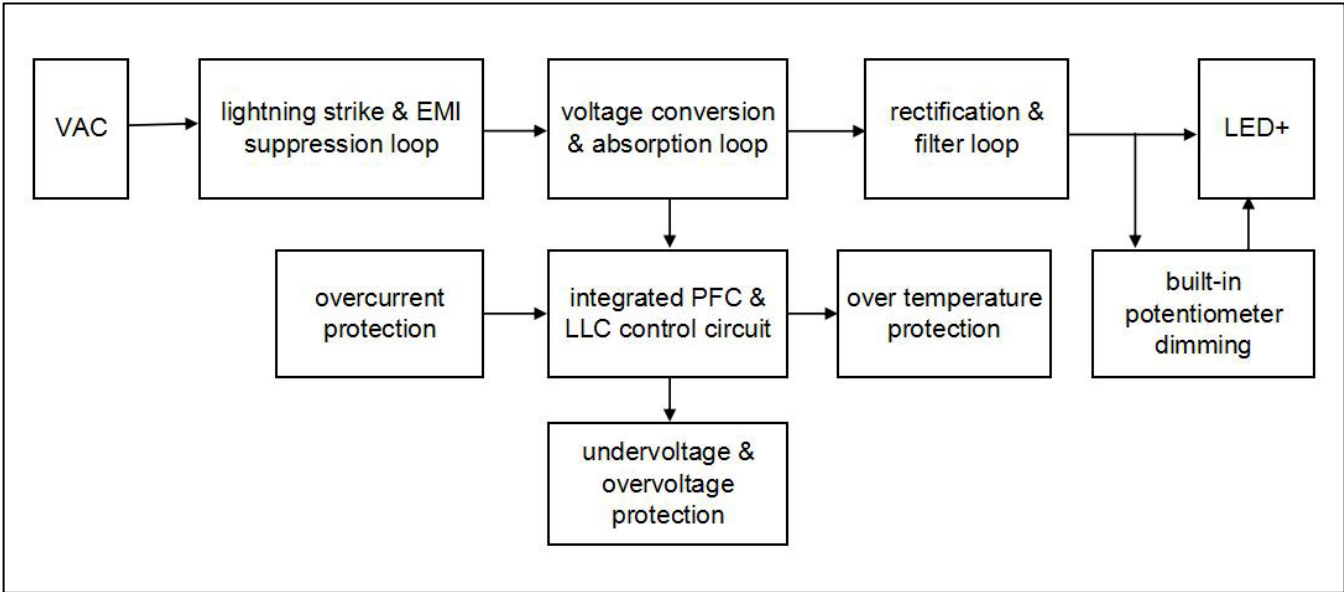 VAC
lightning strike & EMI
suppression loop
voltage conversion
& absorption loop
rectification &
filter loop
LED+
overcurrent
protection
integrated PFC &
LLC control circuit
over temperature
protection
built-in
potentiometer
dimming
undervoltage &
overvoltage
protection